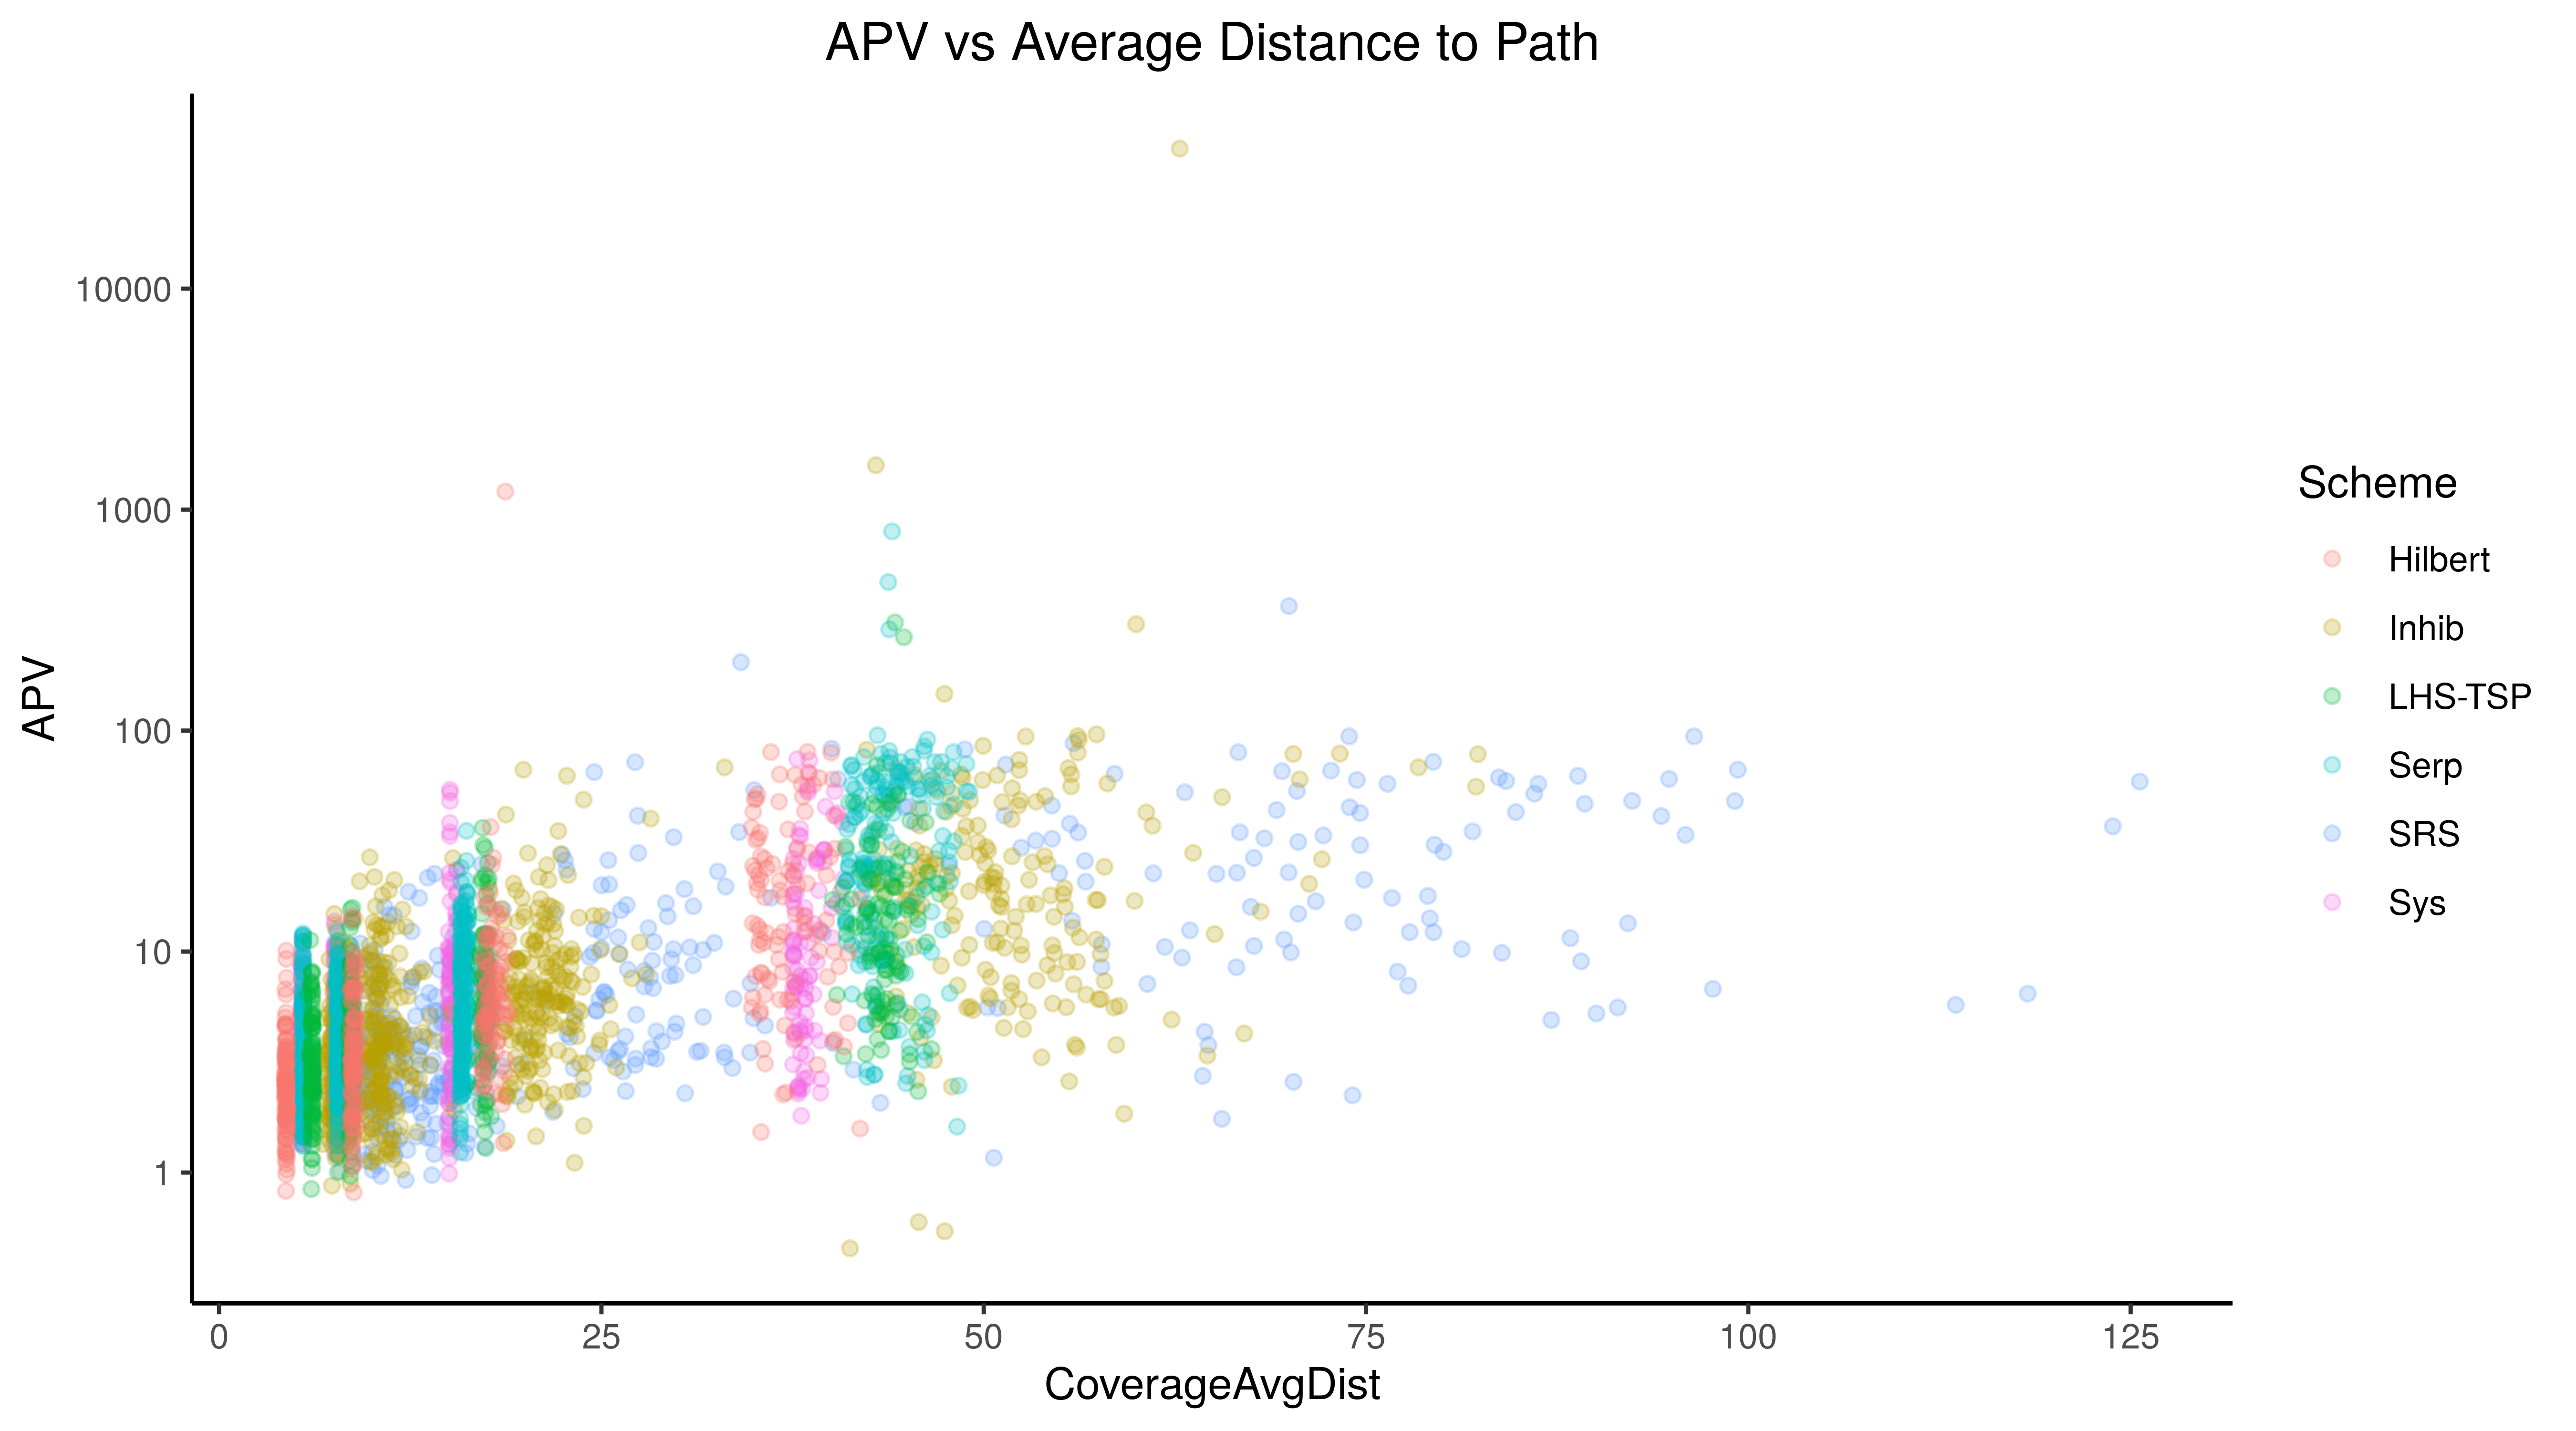 APV vs Average Distance to Path
APV
10000
1000
100
10
1
0 25 50 75 100 125
CoverageAvgDist
Scheme
Hilbert
Inhib
LHS-TSP
Serp
SRS
Sys